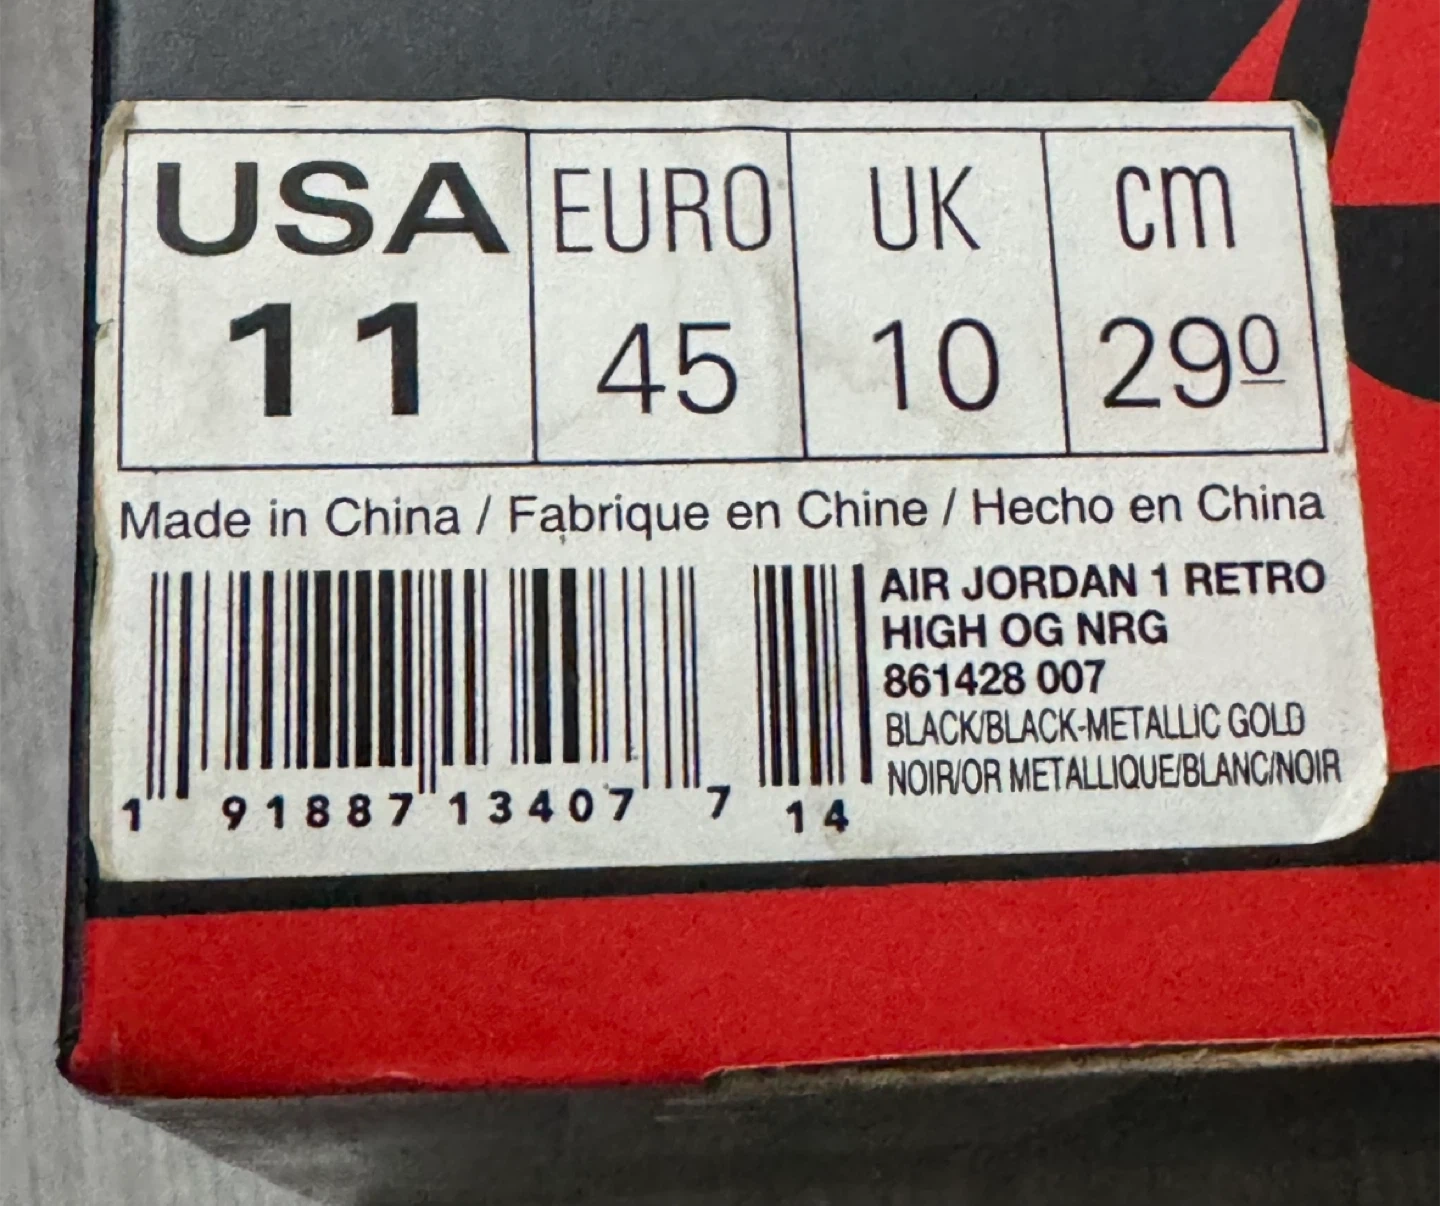 USA EURO UK cm
11 45 10 290
Made in China / Fabrique en Chine / Hecho en China
AIR JORDAN 1 RETRO
HIGH OG NRG
861428 007
BLACK/BLACK-METALLIC GOLD
NOIR/OR METALLIQUE/BLANC/NOIR
1 91887 13407 7 14